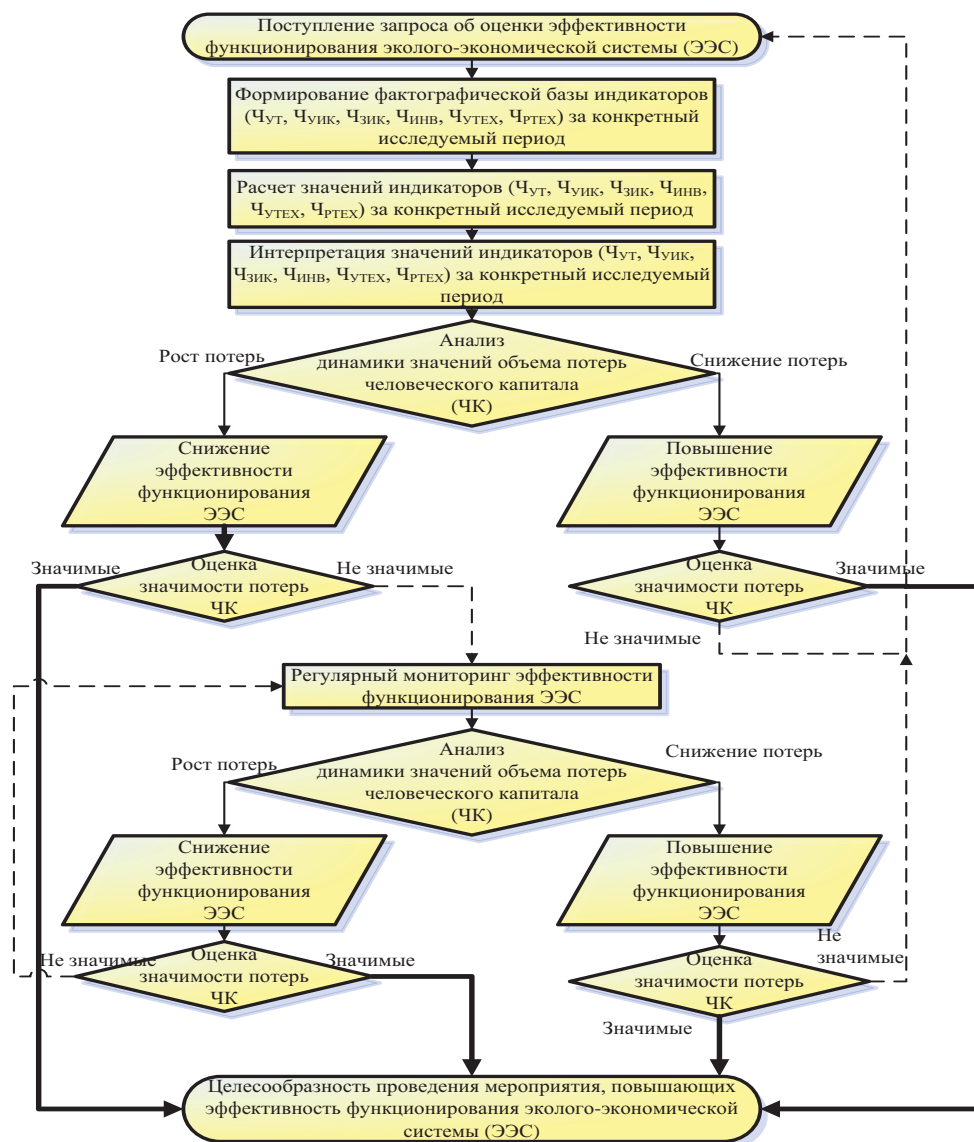 Поступление запроса об оценки эффективности
функционирования эколого-экономической системы (ЭЭС)
Формирование фактографической базы индикаторов
(ЧУТ, ЧУИК, ЧЗИК, ЧИНВ, ЧУТЕХ, ЧРТЕХ) за конкретный
исследуемый период
Расчет значений индикаторов (ЧУТ, ЧУИК, ЧЗИК, ЧИНВ,
ЧУТЕХ, ЧРТЕХ) за конкретный исследуемый период
Интерпретация значений индикаторов (ЧУТ, ЧУИК,
ЧЗИК, ЧИНВ, ЧУТЕХ, ЧРТЕХ) за конкретный исследуемый
период
Рост потерь
Анализ
динамики значений объема потерь
человеческого капитала
(ЧК)
Снижение потерь
Снижение
эффективности
функционирования
ЭЭС
Повышение
эффективности
функционирования
ЭЭС
Значимые
Оценка
значимости потерь
ЧК
Не значимые
Оценка
значимости потерь
ЧК
Значимые
Не значимые
Регулярный мониторинг эффективности
функционирования ЭЭС
Рост потерь
Анализ
динамики значений объема потерь
человеческого капитала
(ЧК)
Снижение потерь
Снижение
эффективности
функционирования
ЭЭС
Повышение
эффективности
функционирования
ЭЭС
Не значимые
Оценка
значимости потерь
ЧК
Значимые
Оценка
значимости потерь
ЧК
Не
значимые
Значимые
Целесообразность проведения мероприятия, повышающих
эффективность функционирования эколого-экономической
системы (ЭЭС)